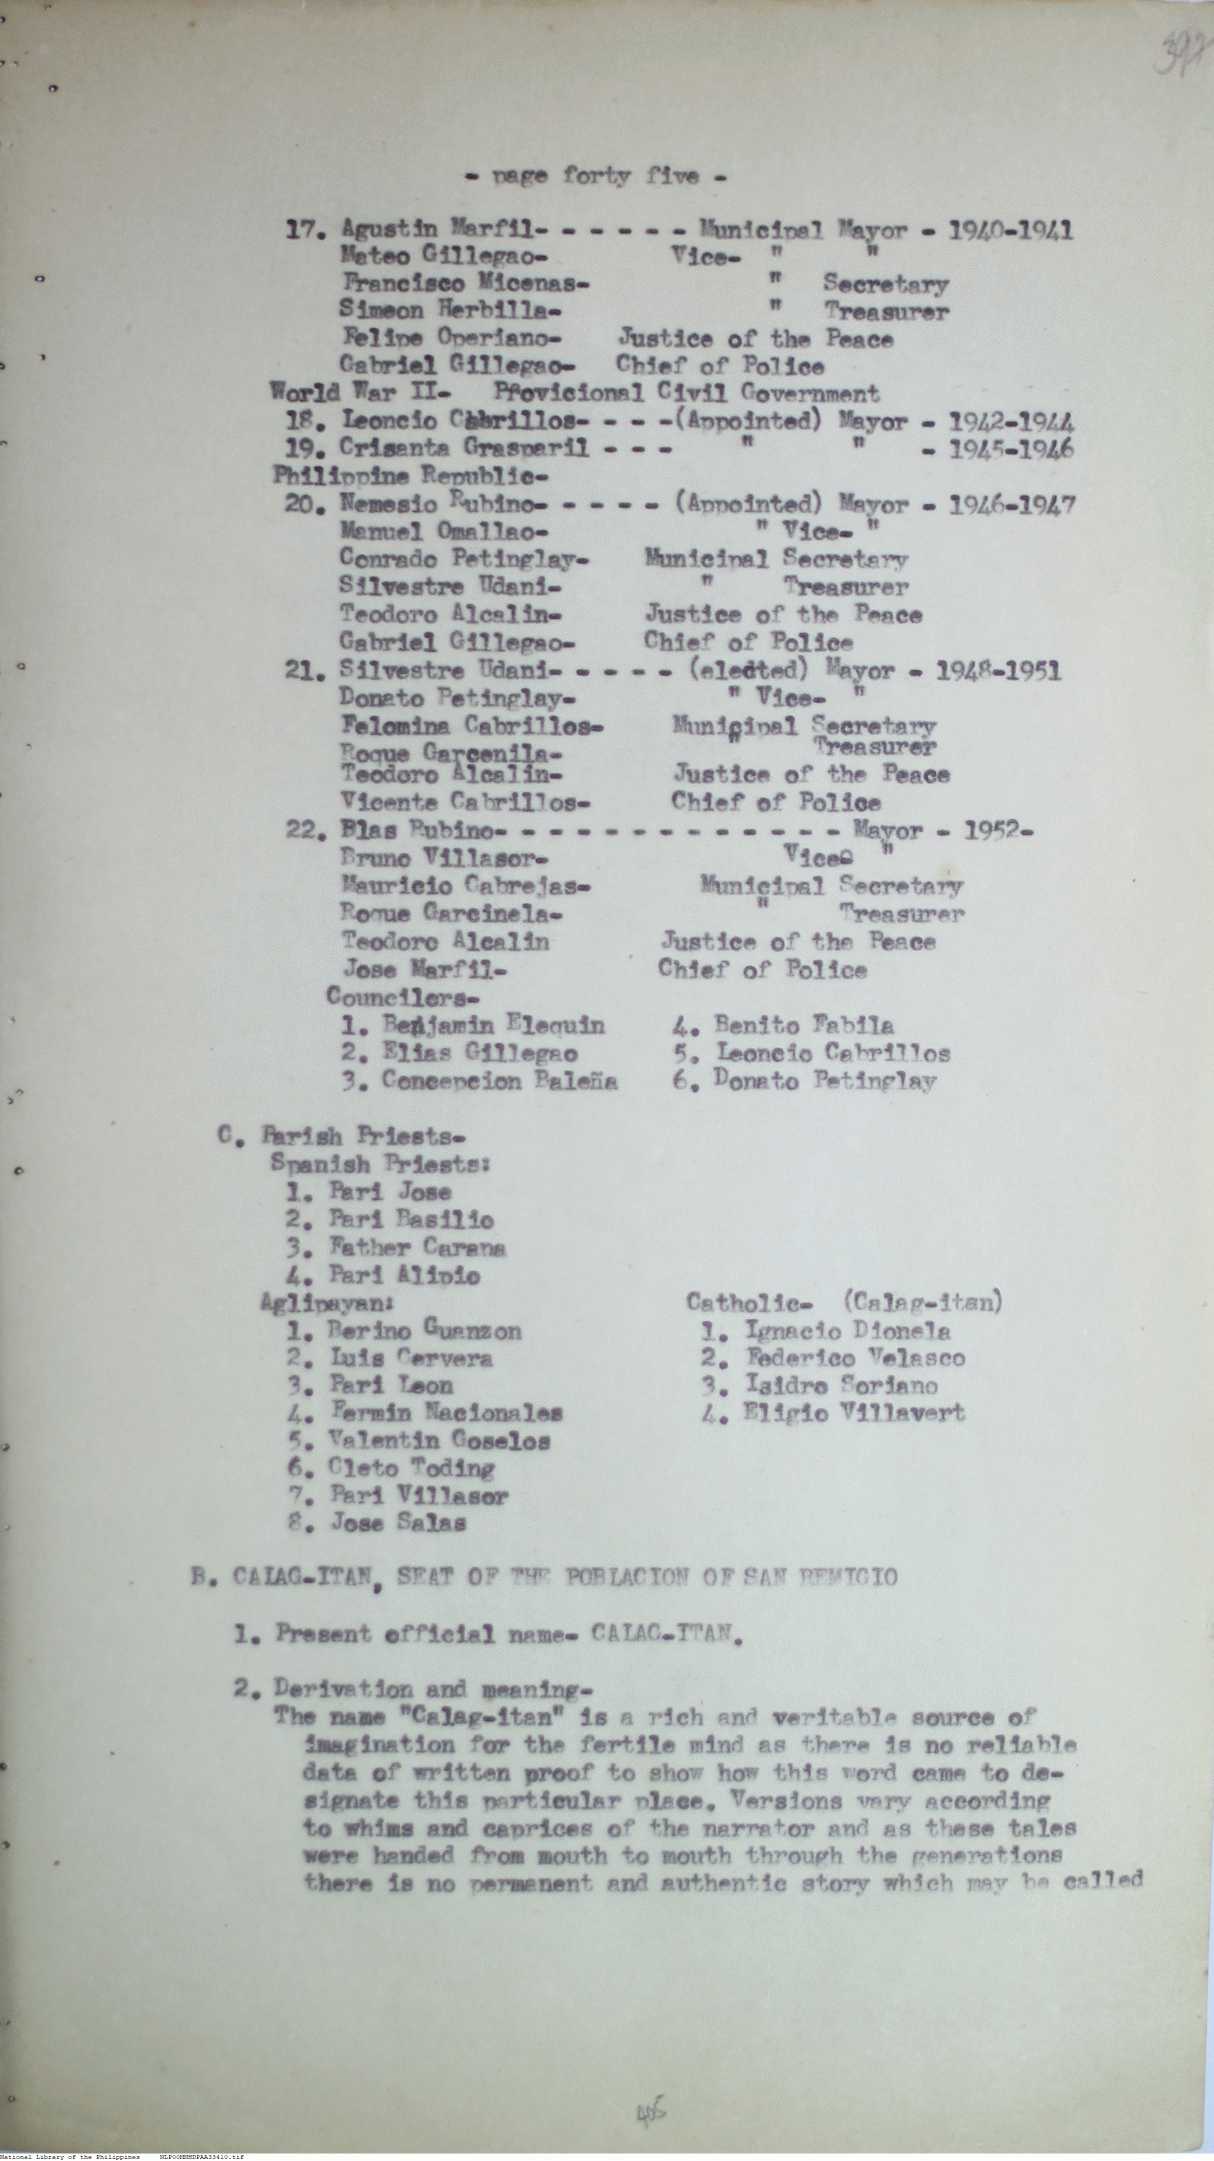 - page forty five -
17. Agustin Marfil- - - - - - Municipal Mayor - 1940-1941
Mateo Gillegao- Vice- " "
Francisco Micenas- " Secretary
Simeon Herbilla- " Treasurer
Felipe Operiano- Justice of the Peace
Gabriel Gillegao- Chief of Police
World War II- Provicional Civil Government
18. Leoncio Cabrillos- - - -(Appointed) Mayor - 1942-1944
19. Crisanta Grasparil - - - " " - 1945-1946
Philippine Republic-
20. Nemesio Rubino- - - - - (Appointed) Mayor - 1946-1947
Manuel Omallao- " Vice- "
Conrado Petinglay- Municipal Secretary
Silvestre Udani- " Treasurer
Teodoro Alcalin- Justice of the Peace
Gabriel Gillegao- Chief of Police
21. Silvestre Udani- - - - - (elected) Mayor - 1948-1951
Donato Petinglay- " Vice- "
Felomina Cabrillos- Municipal Secretary
Roque Garcenila- " Treasurer
Teodoro Alcalin- Justice of the Peace
Vicente Cabrillos- Chief of Police
22. Blas Rubino- - - - - - - - - - - - - Mayor - 1952-
Bruno Villasor- Vice- "
Mauricio Cabrejas- Municipal Secretary
Roque Garcinela- " Treasurer
Teodoro Alcalin Justice of the Peace
Jose Marfil- Chief of Police
Councilers-
1. Benjamin Elequin 4. Benito Fabila
2. Elias Gillegao 5. Leoncio Cabrillos
3. Concepcion Baleña 6. Donato Petinglay
C. Parish Priests-
Spanish Priests:
1. Pari Jose
2. Pari Basilio
3. Father Carana
4. Pari Alipio
Aglipayan: Catholic- (Calag-itan)
1. Berino Guanzon 1. Ignacio Dionela
2. Luis Cervera 2. Federico Velasco
3. Pari Leon 3. Isidro Soriano
4. Fermin Nacionales 4. Eligio Villavert
5. Valentin Goselos
6. Cleto Toding
7. Pari Villasor
8. Jose Salas
B. CALAG-ITAN, SEAT OF THE POBLACION OF SAN REMIGIO
1. Present official name- CALAG-ITAN.
2. Derivation and meaning-
The name "Calag-itan" is a rich and veritable source of
imagination for the fertile mind as there is no reliable
data of written proof to show how this word came to de-
signate this particular place. Versions vary according
to whims and caprices of the narrator and as these tales
were handed from mouth to mouth through the generations
there is no permanent and authentic story which may be called
405
National Library of the Philippines